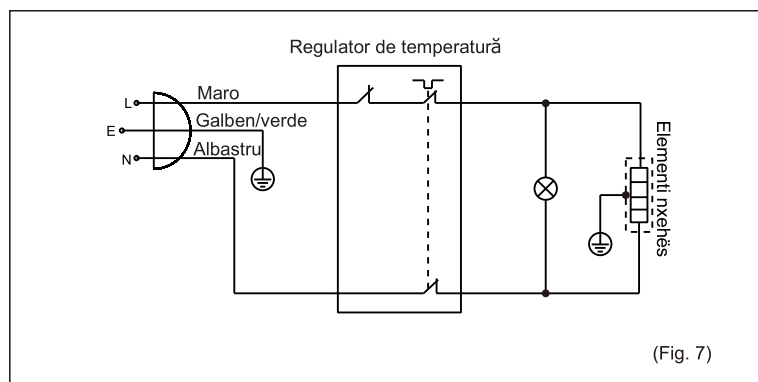 Regulator de temperatură
L
Maro
E
Galben/verde
N
Albastru
Elementi nxehës
(Fig. 7)